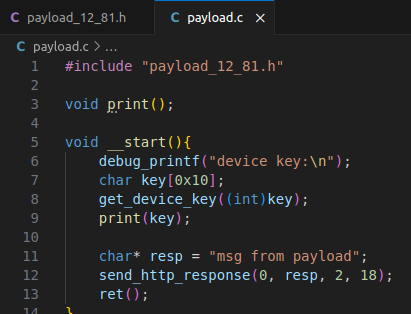 C payload_12_81.h C payload.c ×
C payload.c > ...
1 #include "payload_12_81.h"
2
3 void print();
4
5 void __start(){
6 debug_printf("device key:\n");
7 char key[0x10];
8 get_device_key((int)key);
9 print(key);
10
11 char* resp = "msg from payload";
12 send_http_response(0, resp, 2, 18);
13 ret();
14 }